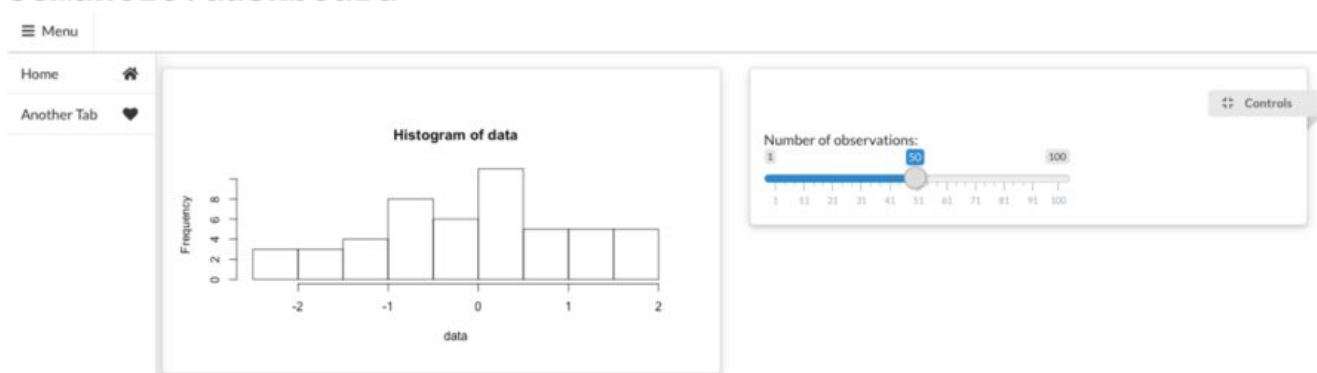 Menu
Home
Another Tab
Histogram of data
Frequency
0 2 4 6 8
-2 -1 0 1 2
data
Controls
Number of observations:
1 50 100
1 11 21 31 41 51 61 71 81 91 100